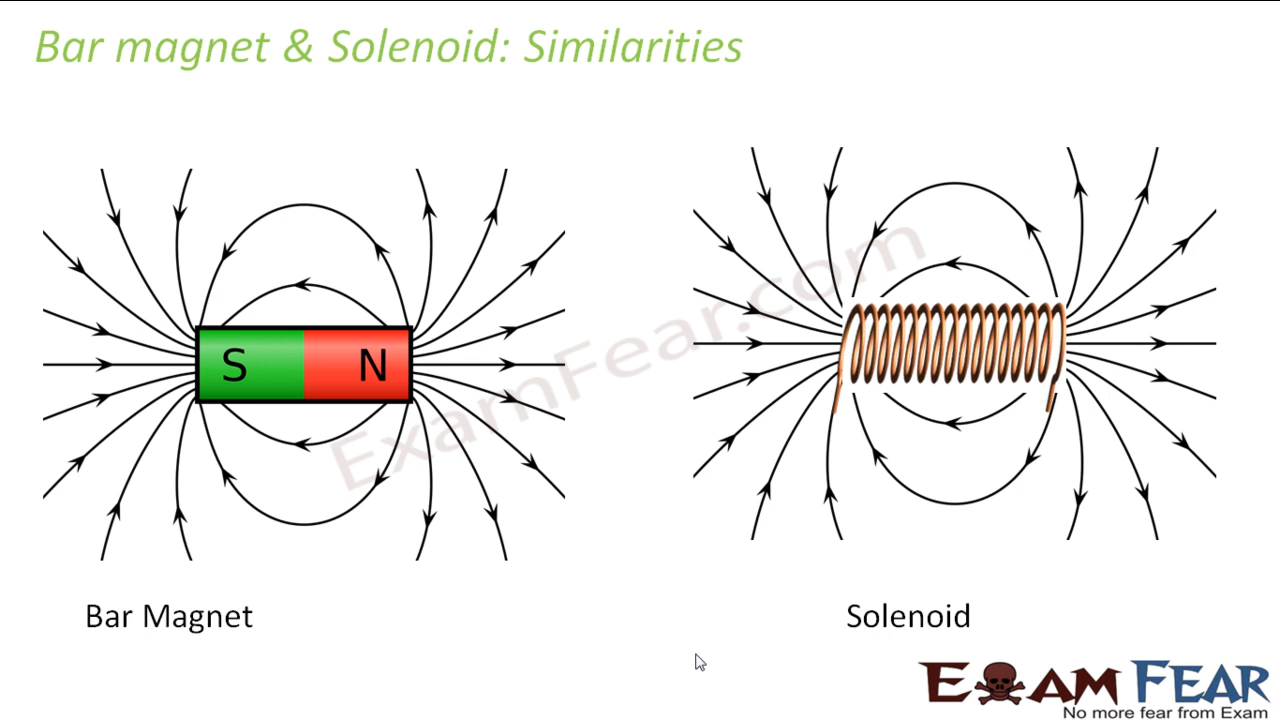 Bar magnet & Solenoid: Similarities
S N
ExamFear.com
Bar Magnet
Solenoid
EXAM FEAR
No more fear from Exam